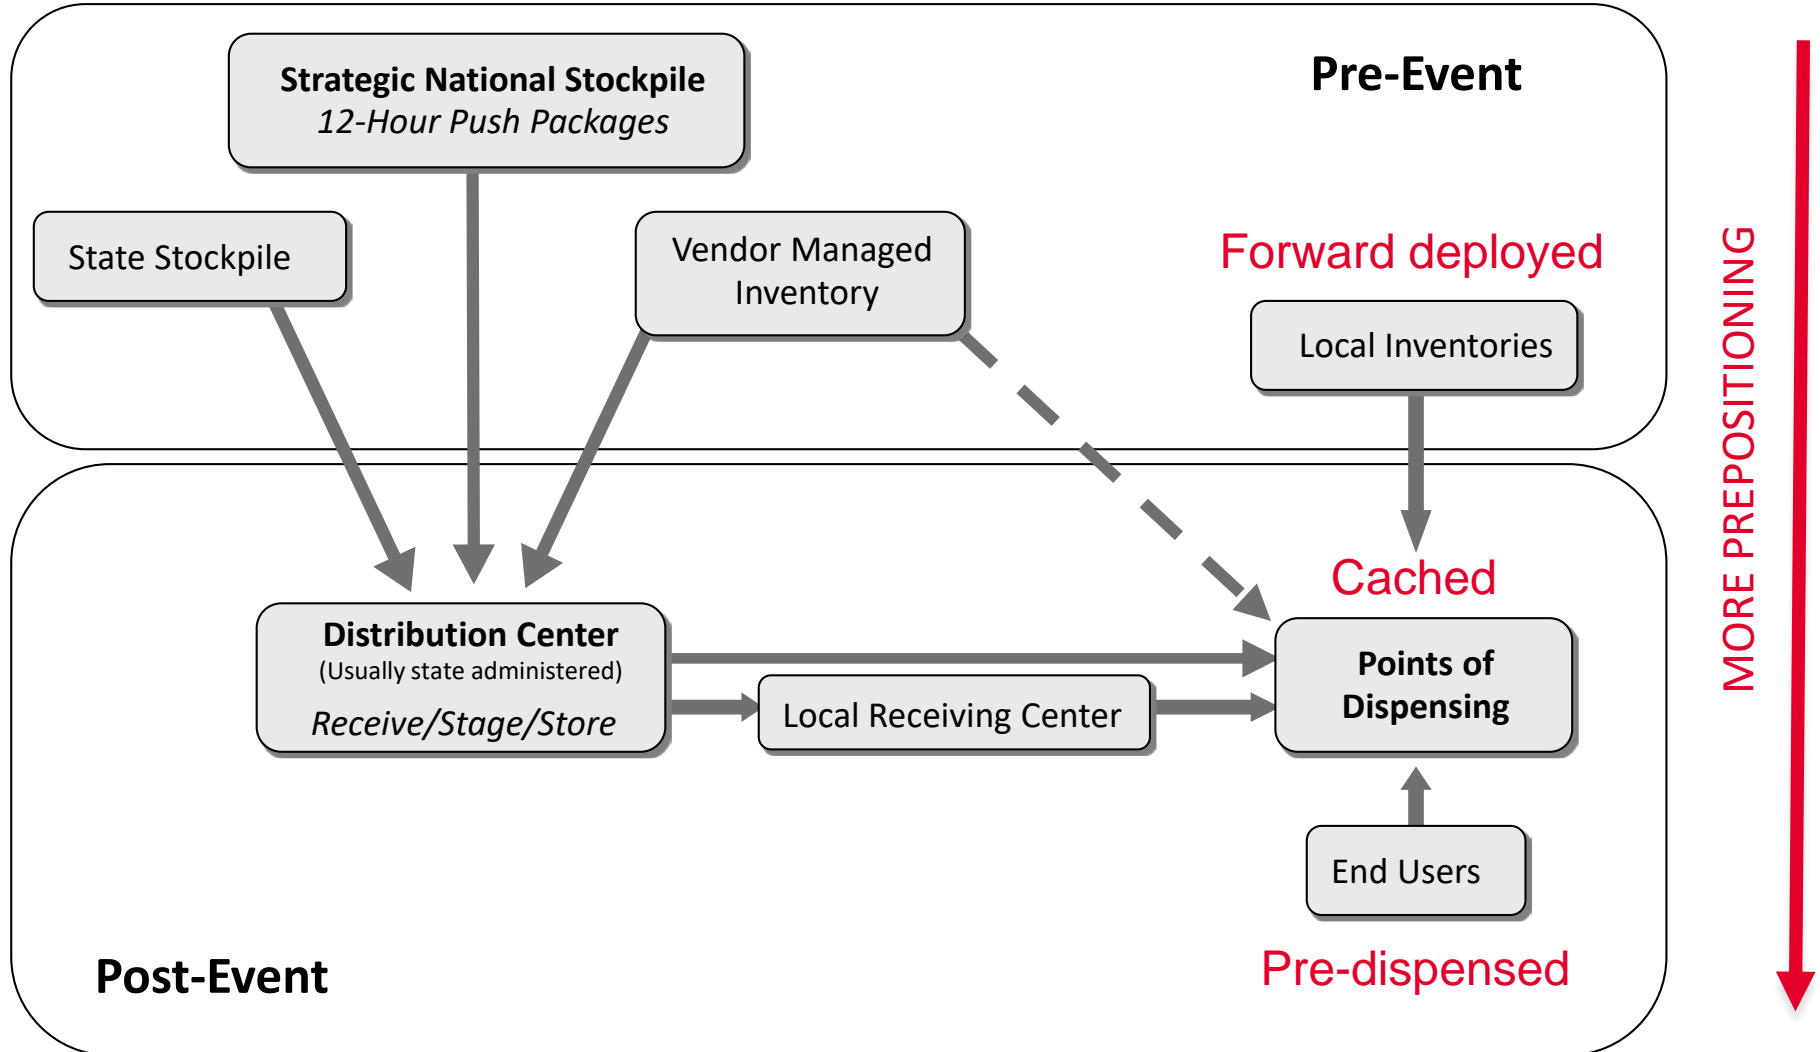 Strategic National Stockpile
12-Hour Push Packages
Pre-Event
State Stockpile
Vendor Managed
Inventory
Forward deployed
Local Inventories
MORE PREPOSITIONING
Cached
Distribution Center
(Usually state administered)
Receive/Stage/Store
Local Receiving Center
Points of
Dispensing
End Users
Pre-dispensed
Post-Event